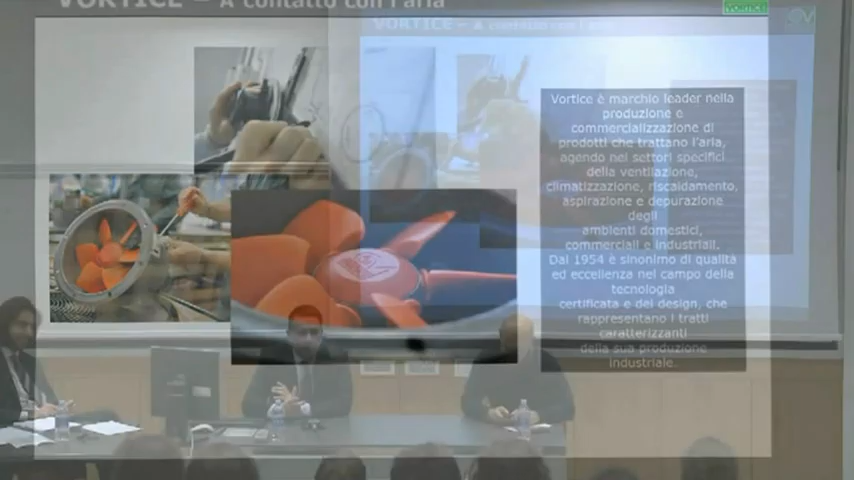 VORTICE – A contatto con l'aria
VORTICE
Vortice è marchio leader nella
produzione e
commercializzazione di
prodotti che trattano l'aria,
agendo nei settori specifici
della ventilazione,
climatizzazione, riscaldamento,
aspirazione e depurazione
degli
ambienti domestici,
commerciali e industriali.
Dal 1954 è sinonimo di qualità
ed eccellenza nel campo della
tecnologia
certificata e del design, che
rappresentano i tratti
caratterizzanti
della sua produzione
industriale.